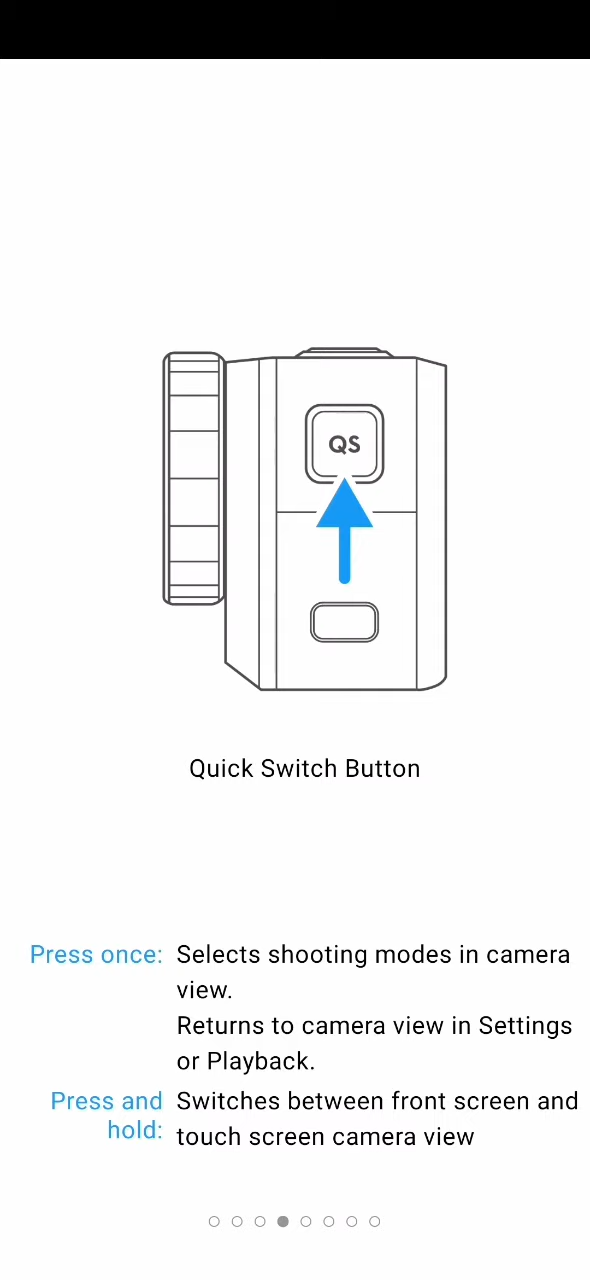 QS
Quick Switch Button
Press once: Selects shooting modes in camera
view.
Returns to camera view in Settings
or Playback.
Press and Switches between front screen and
hold: touch screen camera view